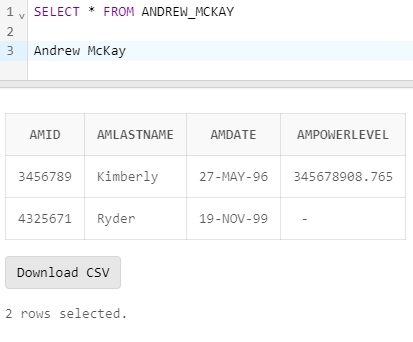 1 SELECT * FROM ANDREW_MCKAY
2
3 Andrew McKay
AMID AMLASTNAME AMDATE AMPOWERLEVEL
3456789 Kimberly 27-MAY-96 345678908.765
4325671 Ryder 19-NOV-99 -
Download CSV
2 rows selected.